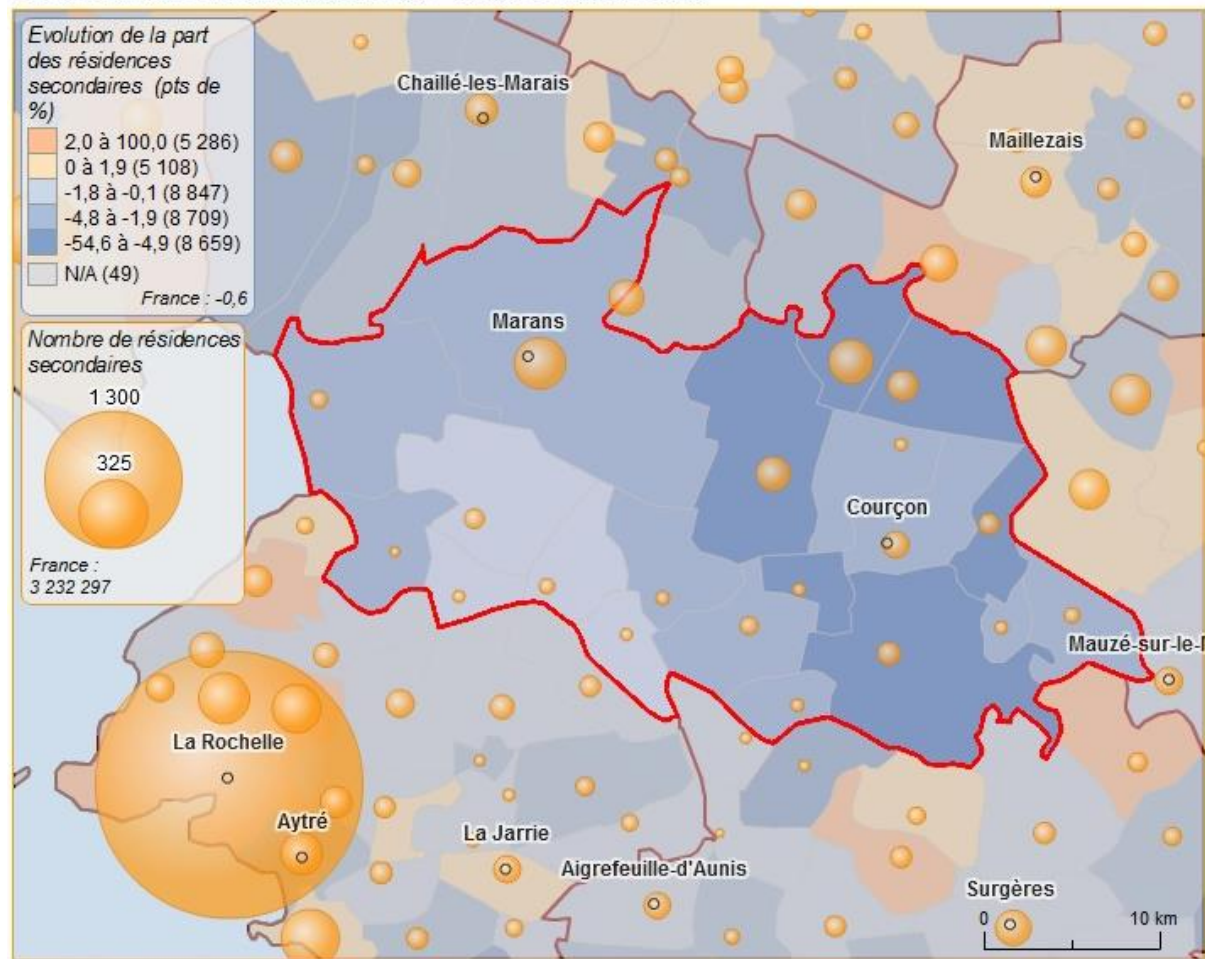 Evolution de la part
des résidences
secondaires (pts de
%)
2,0 à 100,0 (5 286)
0 à 1,9 (5 108)
-1,8 à -0,1 (8 847)
-4,8 à -1,9 (8 709)
-54,6 à -4,9 (8 659)
N/A (49)
France : -0,6
Nombre de résidences
secondaires
1 300
325
France :
3 232 297
Chaillé-les-Marais
Maillezais
Marans
Courçon
Mauzé-sur-le-M
La Rochelle
Aytré
La Jarrie
Aigrefeuille-d'Aunis
Surgères
0 10 km